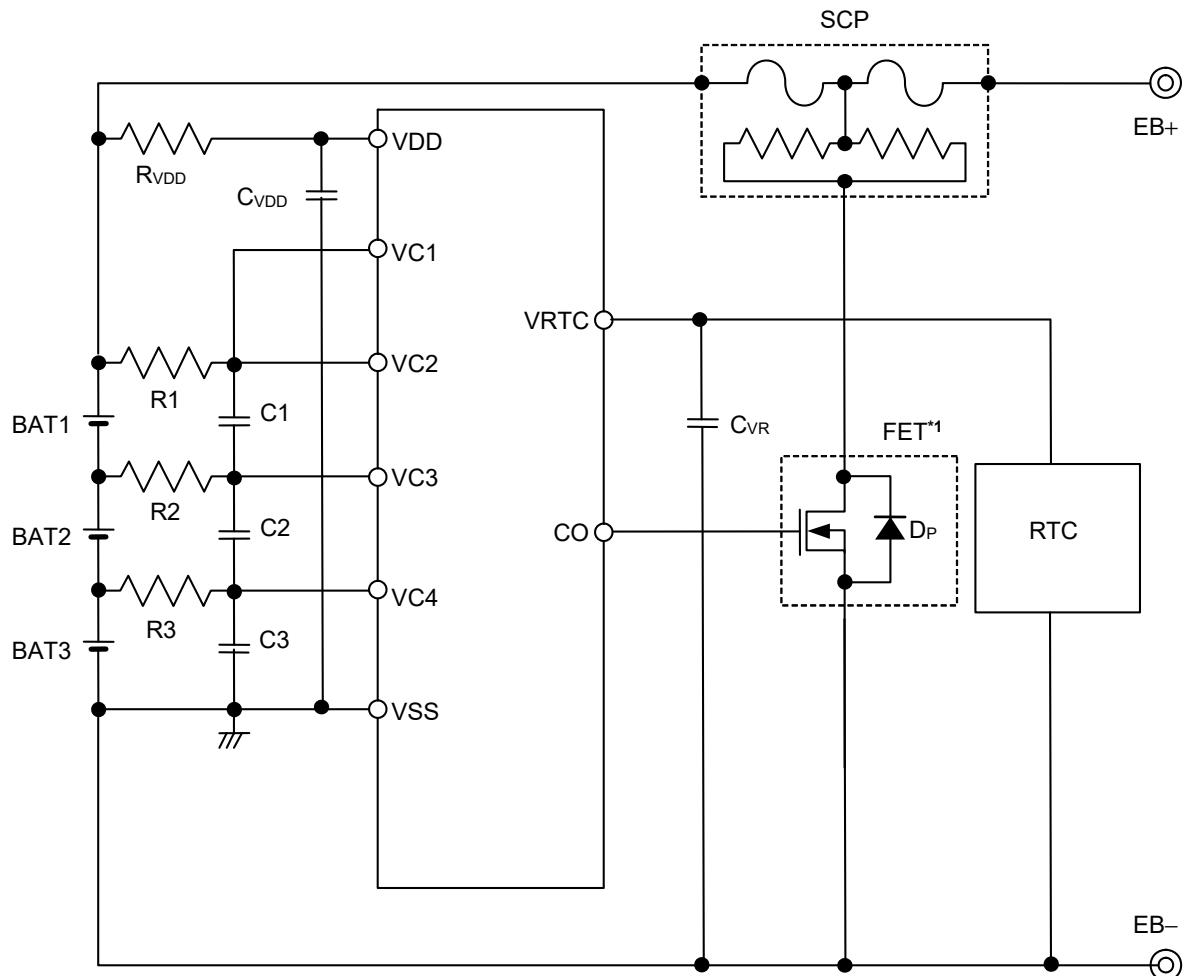 SCP
EB+
RVDD
CVDD
VDD
VC1
VRTC
VC2
R1
C1
BAT1
CVR
FET*1
VC3
R2
C2
BAT2
CO
DP
RTC
VC4
R3
C3
BAT3
VSS
EB−